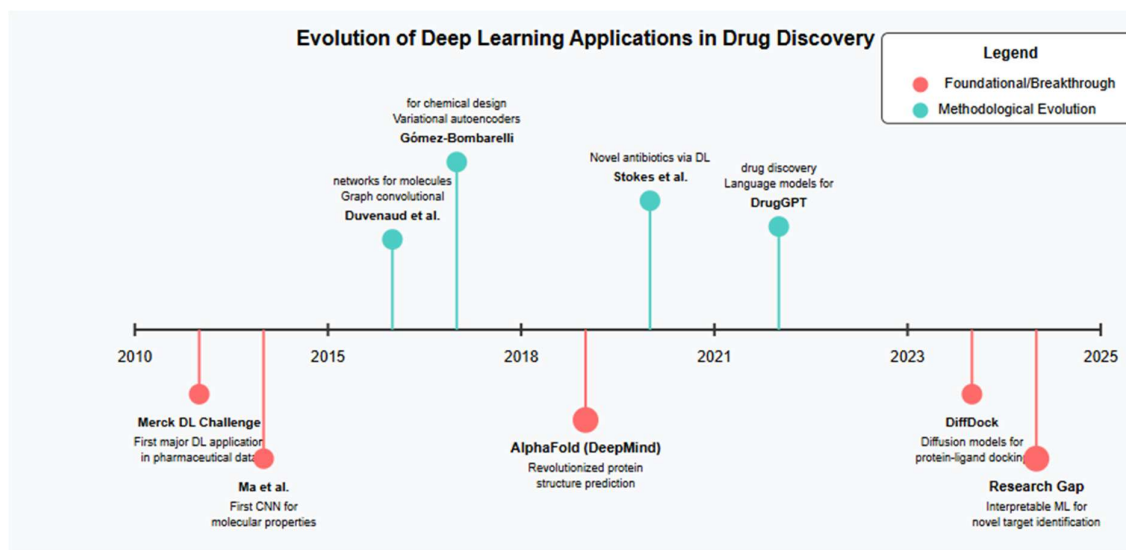 Evolution of Deep Learning Applications in Drug Discovery
Legend
Foundational/Breakthrough
Methodological Evolution
for chemical design
Variational autoencoders
Gómez-Bombarelli
networks for molecules
Graph convolutional
Duvenaud et al.
Novel antibiotics via DL
Stokes et al.
drug discovery
Language models for
DrugGPT
2010
2015
2018
2021
2023
2025
Merck DL Challenge
First major DL application
in pharmaceutical data
Ma et al.
First CNN for
molecular properties
AlphaFold (DeepMind)
Revolutionized protein
structure prediction
DiffDock
Diffusion models for
protein-ligand docking
Research Gap
Interpretable ML for
novel target identification